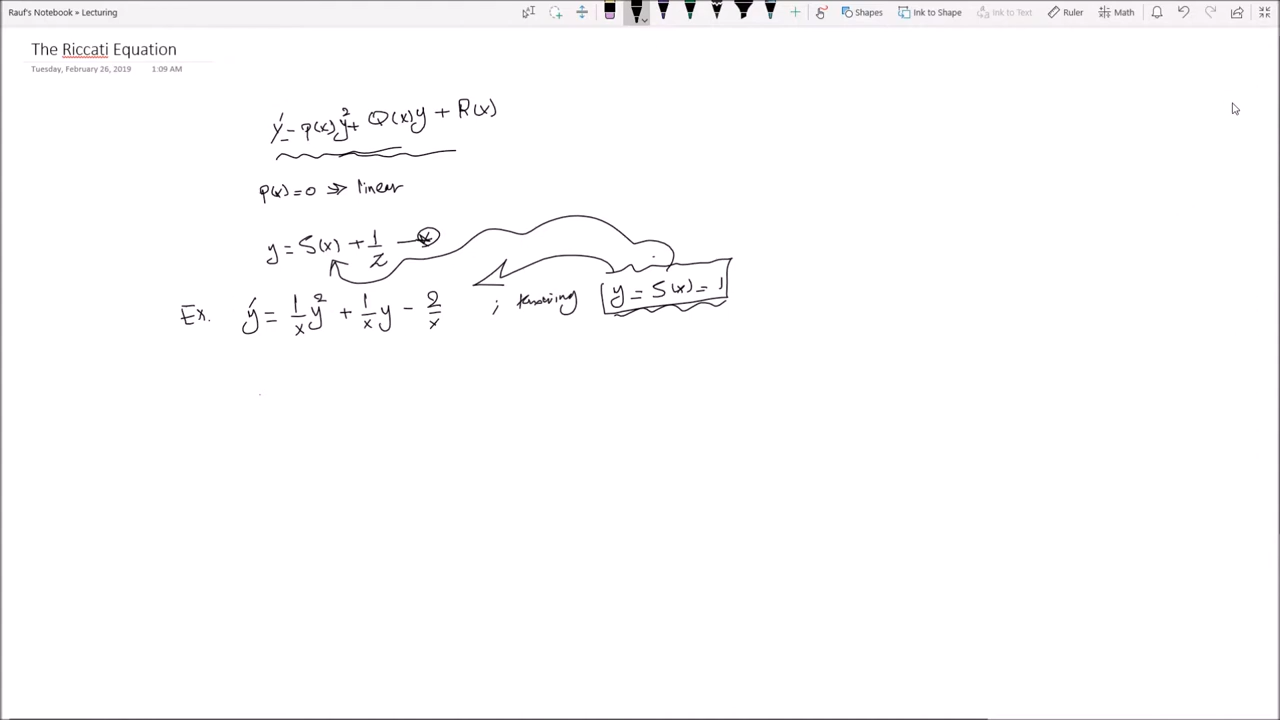 Rauf's Notebook » Lecturing
Shapes Ink to Shape Ink to Text Ruler Math
The Riccati Equation
Tuesday, February 26, 2019 1:09 AM
y' = P(x)y² + Q(x)y + R(x)
P(x) = 0 ⇒ linear
y = S(x) + 1/z → *
Ex. y' = 1/x y² + 1/x y - 2/x ; Knowing y = S(x) = 1